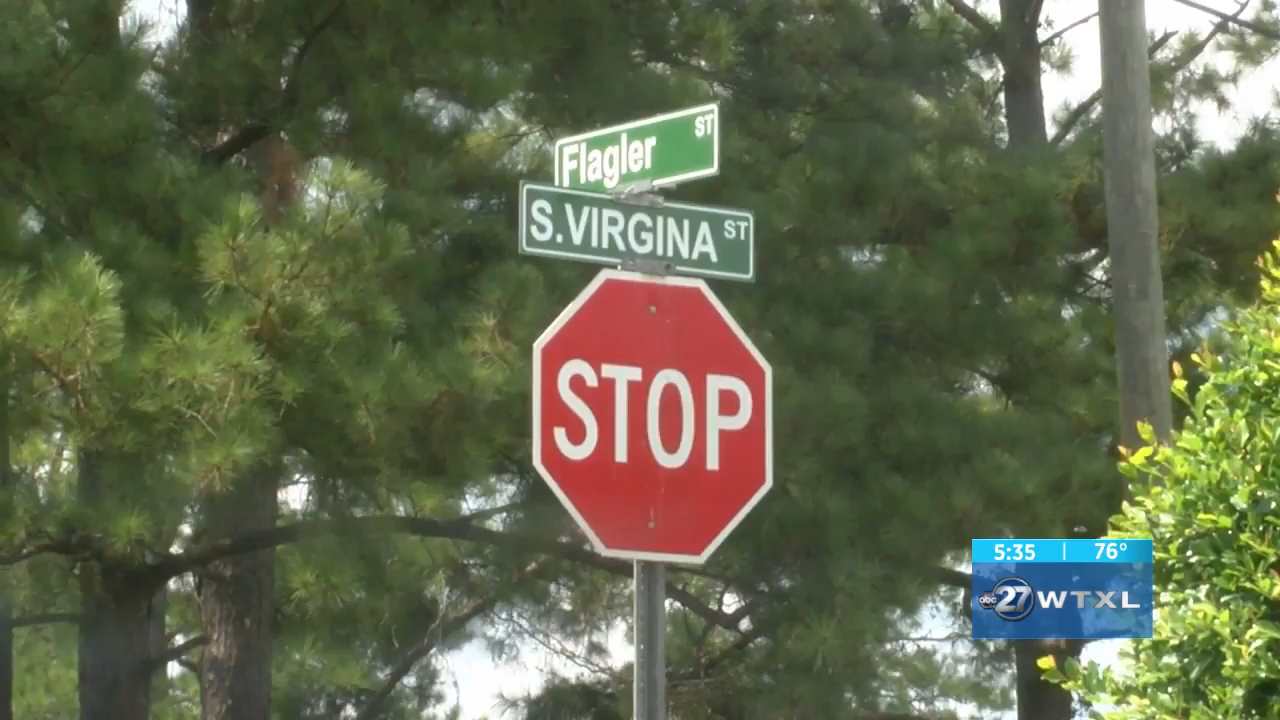 Flagler ST
S.VIRGINA ST
STOP
5:35 | 76°
abc 27 WTXL